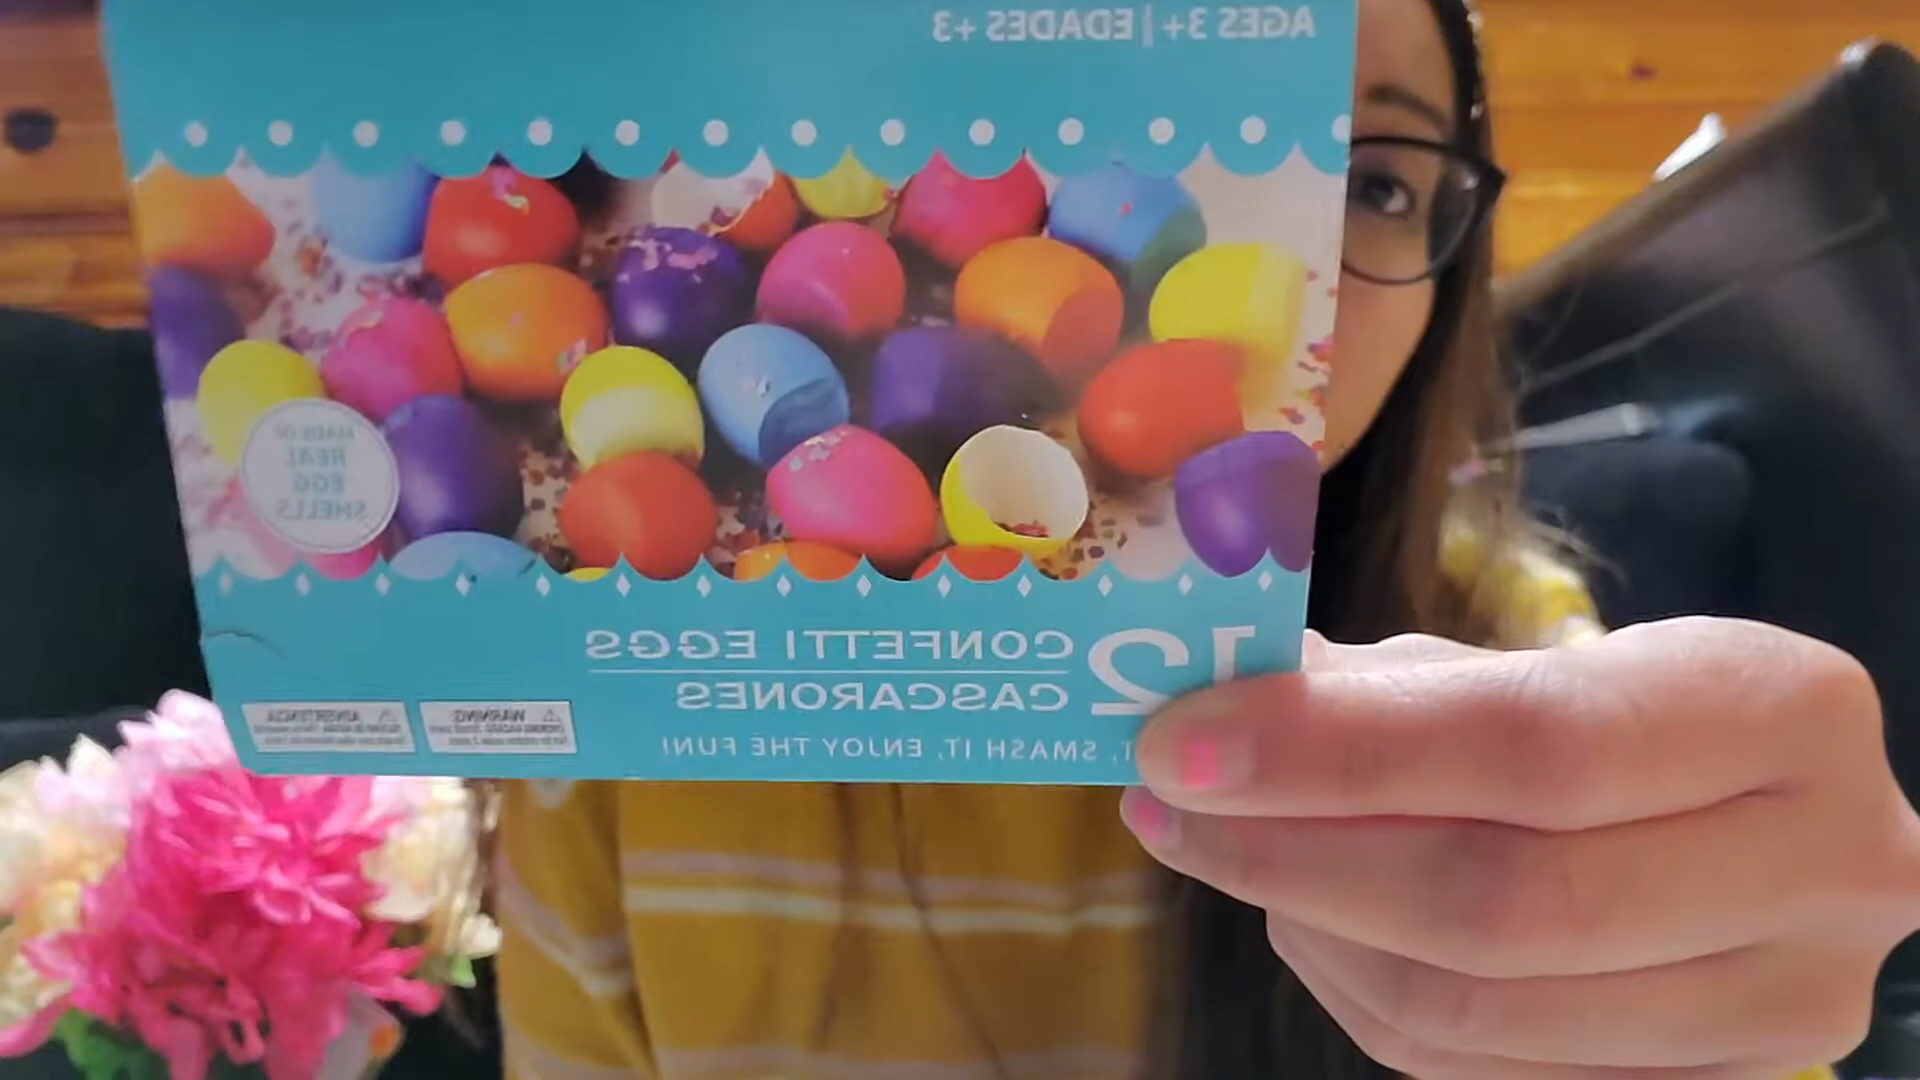 AGES 3+ | EDADES +3
MADE OF
REAL
EGG
SHELLS
12 CONFETTI EGGS
CASCARONES
SMASH IT, ENJOY THE FUN!
WARNING:
ADVERTENCIA